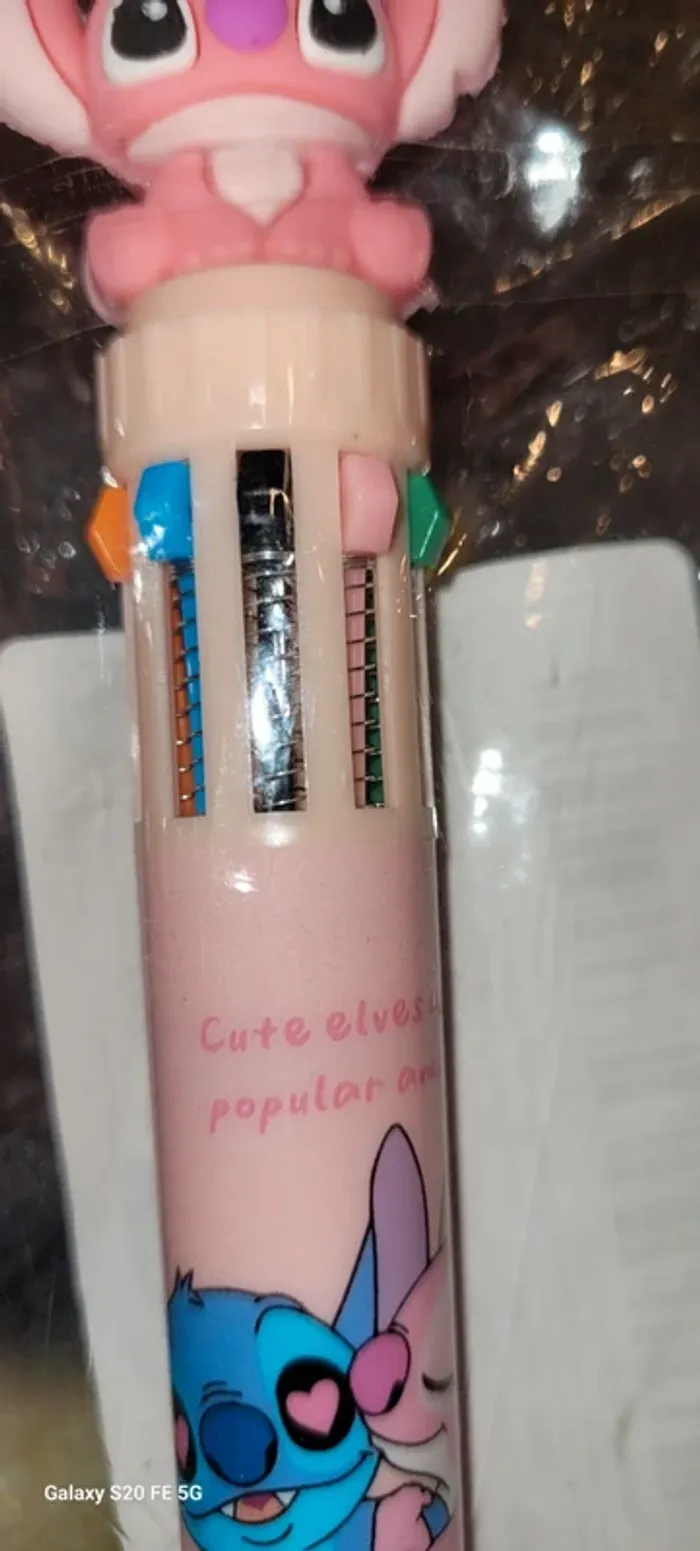 Cute elves
popular
Galaxy S20 FE 5G